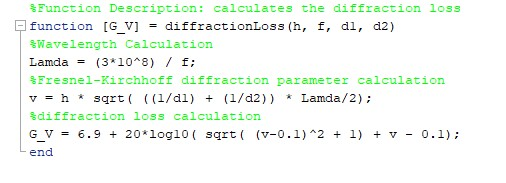 %Function Description: calculates the diffraction loss
function [G_V] = diffractionLoss(h, f, d1, d2)
%Wavelength Calculation
Lamda = (3*10^8) / f;
%Fresnel-Kirchhoff diffraction parameter calculation
v = h * sqrt( ((1/d1) + (1/d2)) * Lamda/2);
%diffraction loss calculation
G_V = 6.9 + 20*log10( sqrt( (v-0.1)^2 + 1) + v - 0.1);
end